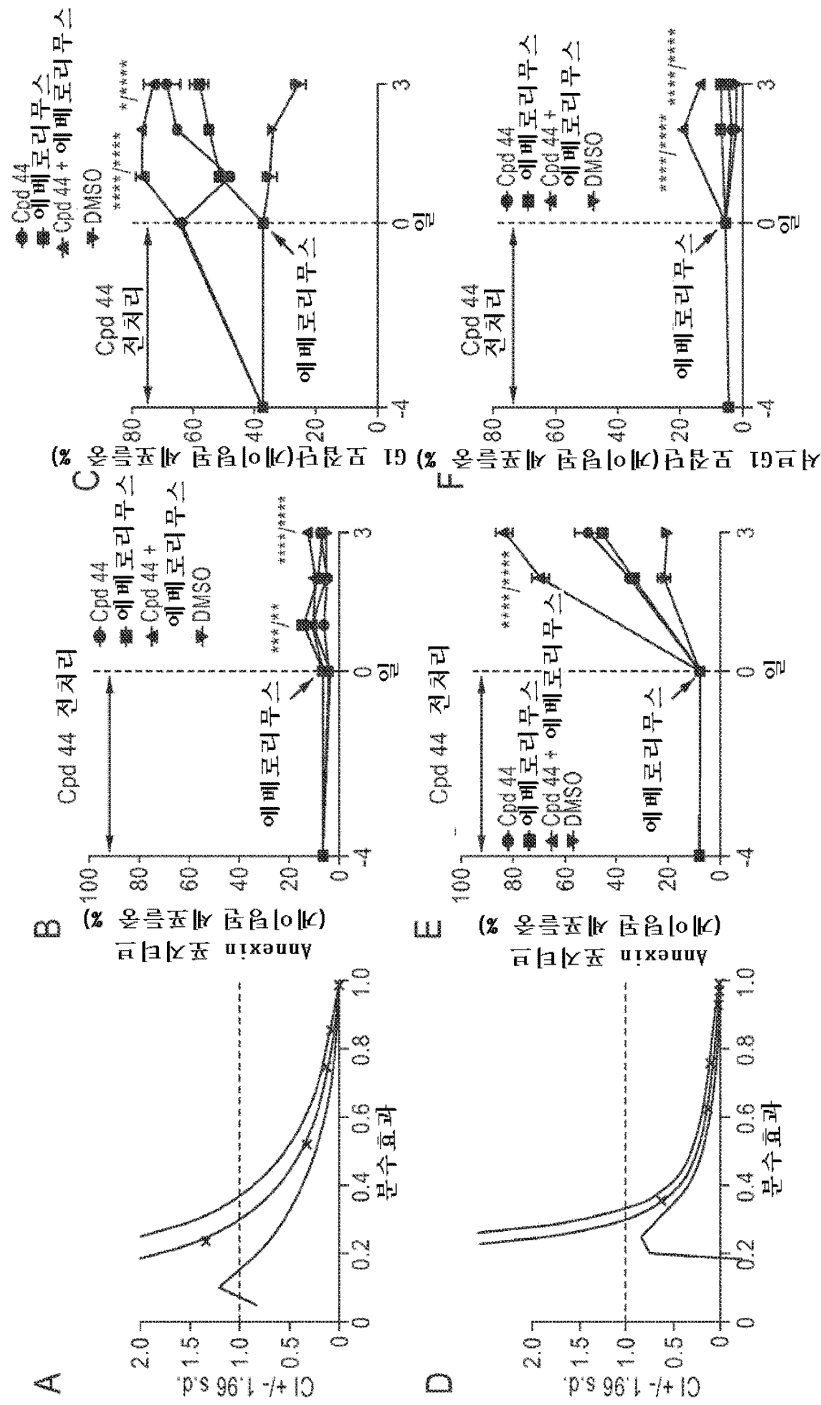 A
CI +/- 1.96 s.d.
2.0
1.5
1.0
0.5
0
0
0.2
0.4
0.6
0.8
1.0
분수효과
B
Annexin 포지티브
(게이팅된 세포들중 %)
100
80
60
40
20
0
-4
0
3
일
Cpd 44 전처리
에베로리무스
Cpd 44
에베로리무스
Cpd 44 +
에베로리무스
DMSO
***/**
****/****
C
G1 모집단(게이팅된 세포들중 %)
80
60
40
20
0
-4
0
3
일
Cpd 44
전처리
에베로리무스
Cpd 44
에베로리무스
Cpd 44 + 에베로리무스
DMSO
****/****
*/****
D
CI +/- 1.96 s.d.
2.0
1.5
1.0
0.5
0
0
0.2
0.4
0.6
0.8
1.0
분수효과
E
Annexin 포지티브
(게이팅된 세포들중 %)
100
80
60
40
20
0
-4
0
3
일
Cpd 44 전처리
에베로리무스
Cpd 44
에베로리무스
Cpd 44 + 에베로리무스
DMSO
****/****
F
서브G1 모집단(게이팅된 세포들중 %)
80
60
40
20
0
-4
0
3
일
Cpd 44
전처리
에베로리무스
Cpd 44
에베로리무스
Cpd 44 +
에베로리무스
DMSO
****/****
****/****